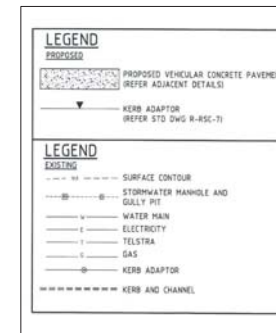 LEGEND
PROPOSED
PROPOSED VEHICULAR CONCRETE PAVEME
(REFER ADJACENT DETAILS)
KERB ADAPTOR
(REFER STD DWG R-RSC-7)
LEGEND
EXISTING
SURFACE CONTOUR
STORMWATER MANHOLE AND
GULLY PIT
W WATER MAIN
E ELECTRICITY
T TELSTRA
G GAS
KERB ADAPTOR
KERB AND CHANNEL